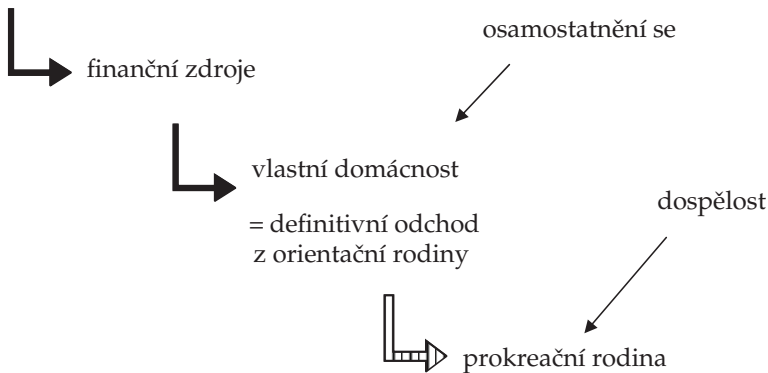 osamostatnění se
finanční zdroje
vlastní domácnost
= definitivní odchod
z orientační rodiny
dospělost
prokreační rodina